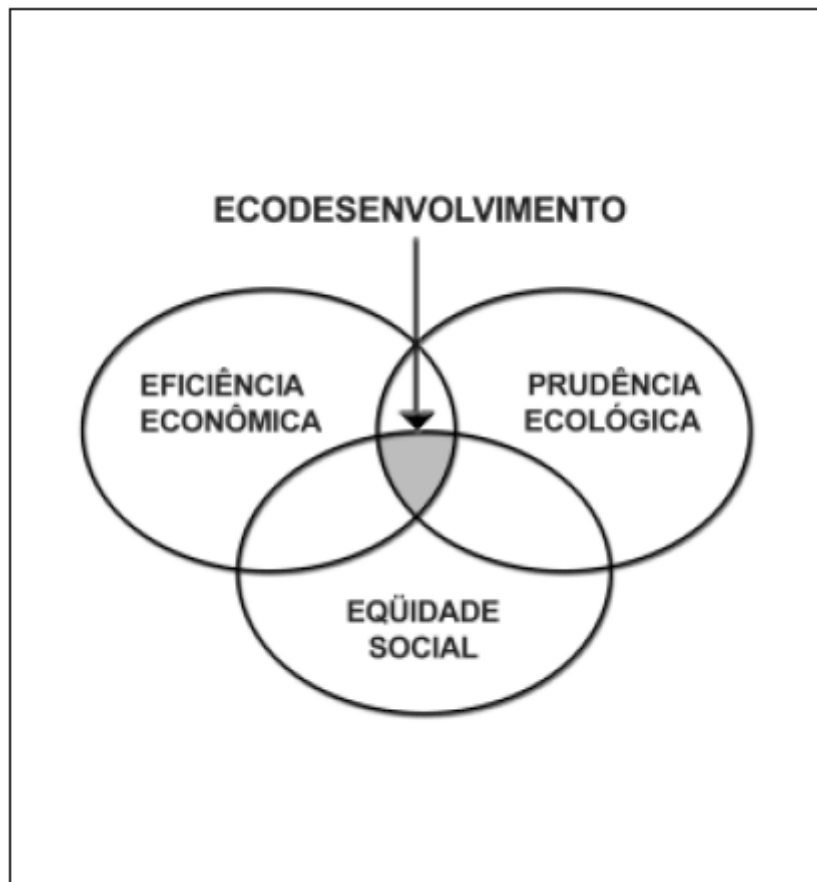 ECODESENVOLVIMENTO
EFICIÊNCIA
ECONÔMICA
PRUDÊNCIA
ECOLÓGICA
EQÜIDADE
SOCIAL